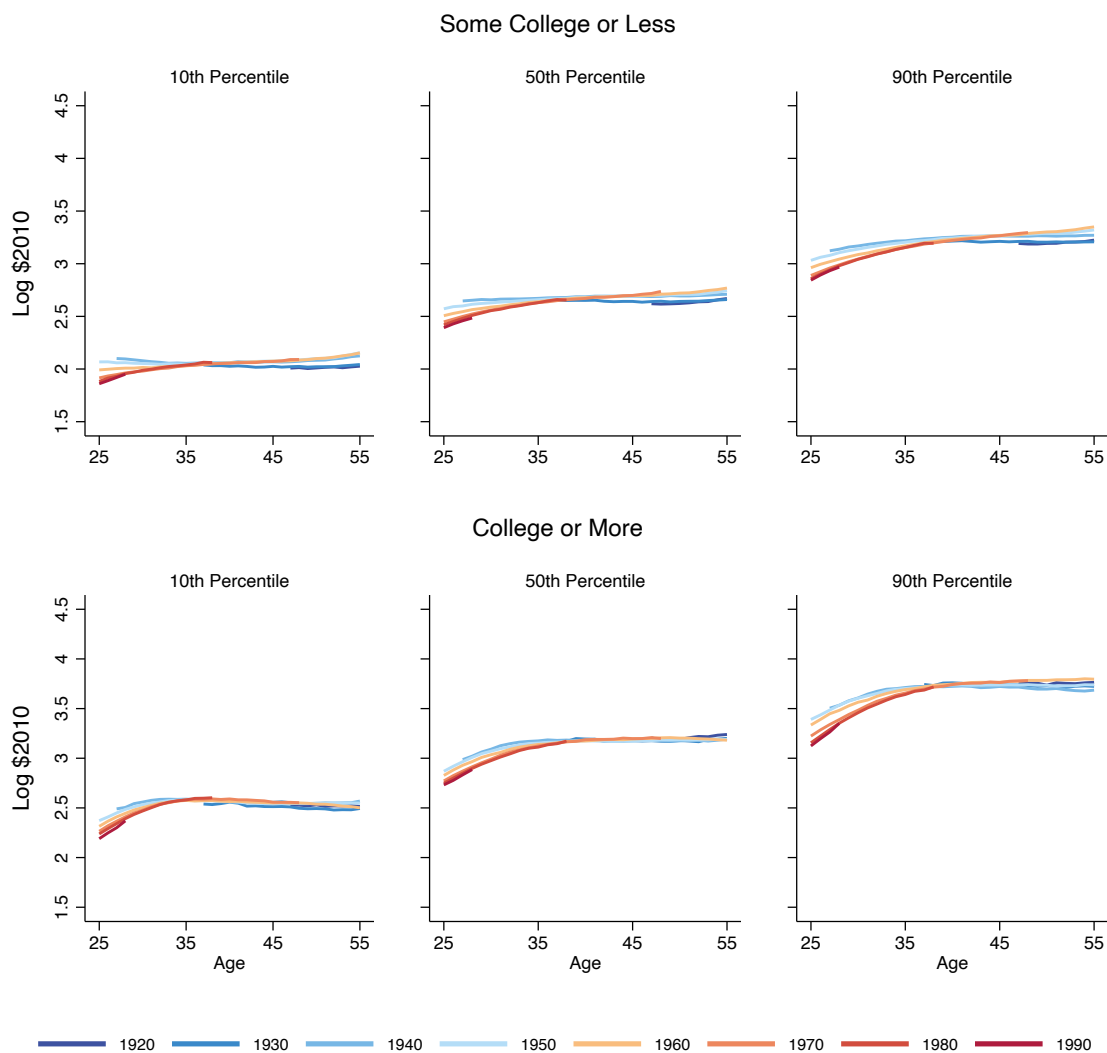 Some College or Less
10th Percentile 50th Percentile 90th Percentile
Log $2010
4.5
4
3.5
3
2.5
2
1.5
25 35 45 55 25 35 45 55 25 35 45 55
College or More
10th Percentile 50th Percentile 90th Percentile
Log $2010
4.5
4
3.5
3
2.5
2
1.5
25 35 45 55 25 35 45 55 25 35 45 55
Age Age Age
1920 1930 1940 1950 1960 1970 1980 1990